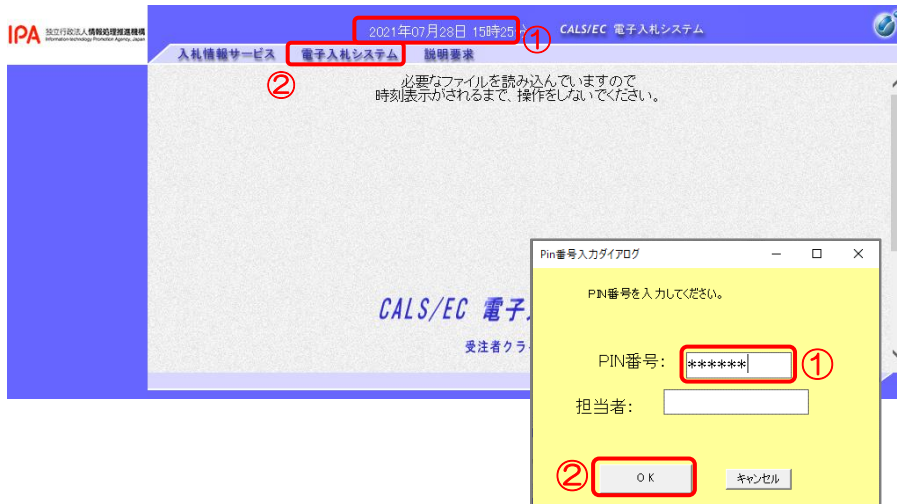 IPA 独立行政法人情報処理推進機構
Information-technology Promotion Agency, Japan
2021年07月28日 15時25分 ①
CALS/EC 電子入札システム
入札情報サービス 電子入札システム 説明要求
②
必要なファイルを読み込んでいますので
時刻表示がされるまで、操作をしないでください。
CALS/EC 電子
受注者クラ
Pin番号入力ダイアログ
PIN番号を入力してください。
PIN番号: ****** ①
担当者:
② OK キャンセル